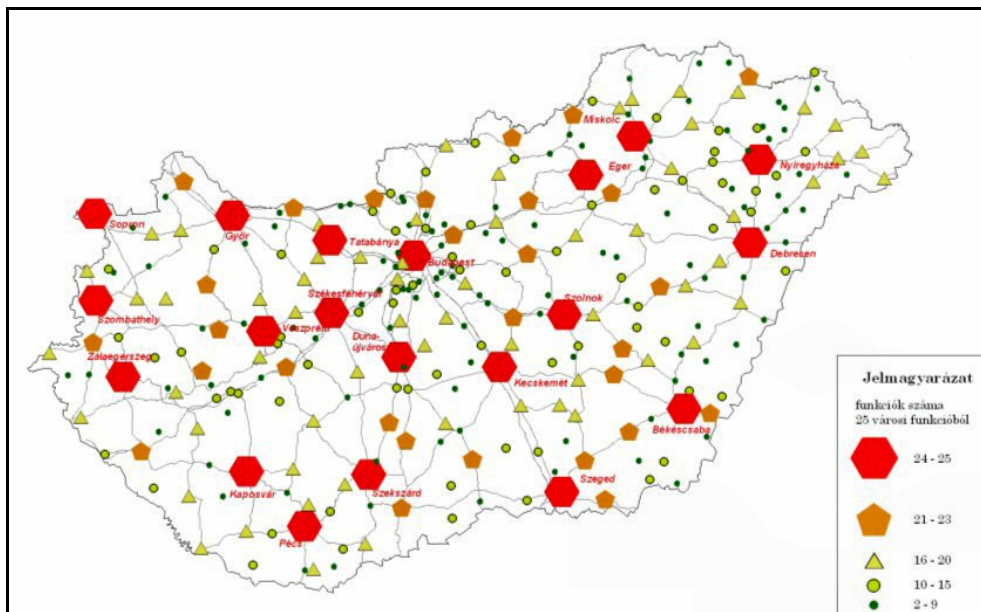 Miskolc
Eger
Nyíregyháza
Sopron
Győr
Tatabánya
Budapest
Debrecen
Székesfehérvár
Szolnok
Szombathely
Veszprém
Zalaegerszeg
Duna-
újváros
Kecskemét
Békéscsaba
Kaposvár
Szekszárd
Szeged
Pécs
Jelmagyarázat
funkciók száma
25 városi funkcióból
24 - 25
21 - 23
16 - 20
10 - 15
2 - 9